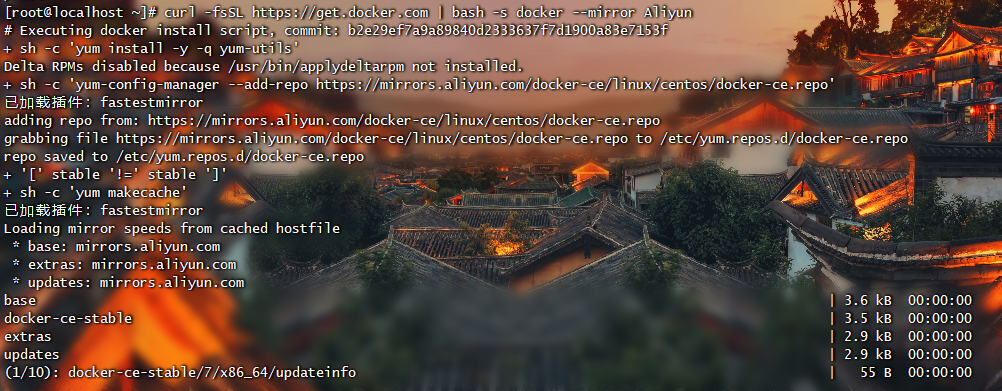 [root@localhost ~]# curl -fsSL https://get.docker.com | bash -s docker --mirror Aliyun
# Executing docker install script, commit: b2e29ef7a9a89840d2333637f7d1900a83e7153f
+ sh -c 'yum install -y -q yum-utils'
Delta RPMs disabled because /usr/bin/applydeltarpm not installed.
+ sh -c 'yum-config-manager --add-repo https://mirrors.aliyun.com/docker-ce/linux/centos/docker-ce.repo'
已加载插件: fastestmirror
adding repo from: https://mirrors.aliyun.com/docker-ce/linux/centos/docker-ce.repo
grabbing file https://mirrors.aliyun.com/docker-ce/linux/centos/docker-ce.repo to /etc/yum.repos.d/docker-ce.repo
repo saved to /etc/yum.repos.d/docker-ce.repo
+ '[' stable '!=' stable ']'
+ sh -c 'yum makecache'
已加载插件: fastestmirror
Loading mirror speeds from cached hostfile
 * base: mirrors.aliyun.com
 * extras: mirrors.aliyun.com
 * updates: mirrors.aliyun.com
base | 3.6 kB 00:00:00
docker-ce-stable | 3.5 kB 00:00:00
extras | 2.9 kB 00:00:00
updates | 2.9 kB 00:00:00
(1/10): docker-ce-stable/7/x86_64/updateinfo | 55 B 00:00:00